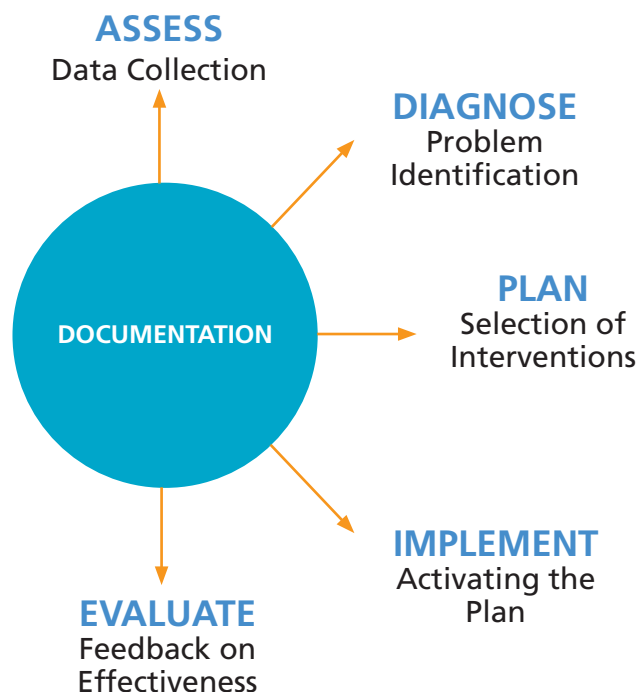 ASSESS
Data Collection
DIAGNOSE
Problem
Identification
PLAN
Selection of
Interventions
DOCUMENTATION
IMPLEMENT
Activating the
Plan
EVALUATE
Feedback on
Effectiveness